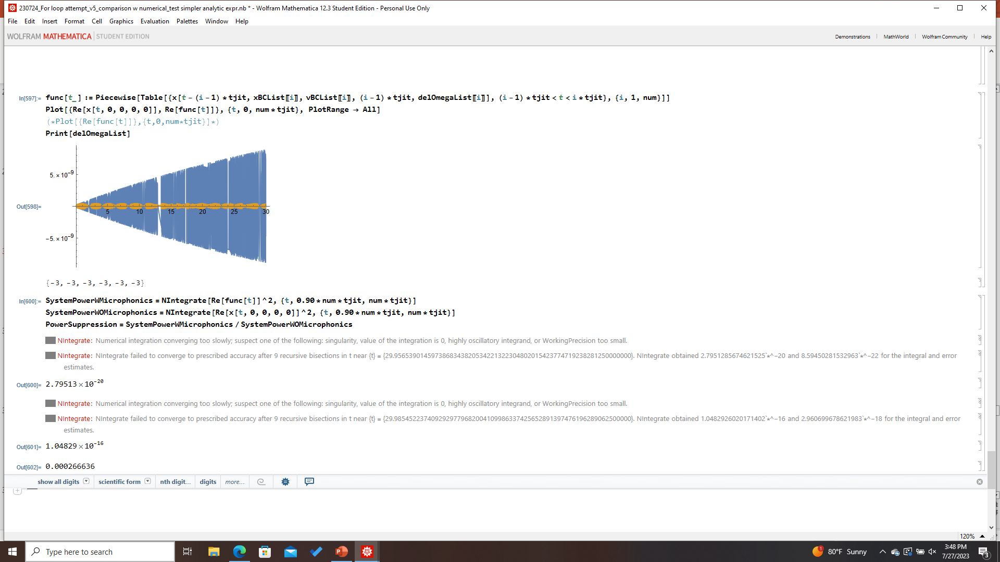 230724_For loop attempt_v5_comparison w numerical_test simpler analytic expr.nb * - Wolfram Mathematica 12.3 Student Edition - Personal Use Only
File Edit Insert Format Cell Graphics Evaluation Palettes Window Help
WOLFRAM MATHEMATICA | STUDENT EDITION
Demonstrations | MathWorld | Wolfram Community | Help
In[597]:= func[t_] := Piecewise[Table[{x[t - (i - 1) * tjit, xBCList[[i]], vBCList[[i]], (i - 1) * tjit, delOmegaList[[i]]], (i - 1) * tjit < t < i * tjit}, {i, 1, num}]]
Plot[{Re[x[t, 0, 0, 0, 0]], Re[func[t]]}, {t, 0, num * tjit}, PlotRange → All]
(*Plot[{Re[func[t]]},{t,0,num*tjit}]*)
Print[delOmegaList]
5. × 10^-9
Out[598]=
5 10 15 20 25 30
-5. × 10^-9
{-3, -3, -3, -3, -3, -3}
In[600]:= SystemPowerWMicrophonics = NIntegrate[Re[func[t]] ^ 2, {t, 0.90 * num * tjit, num * tjit}]
SystemPowerWOMicrophonics = NIntegrate[Re[x[t, 0, 0, 0, 0]] ^ 2, {t, 0.90 * num * tjit, num * tjit}]
PowerSuppression = SystemPowerWMicrophonics / SystemPowerWOMicrophonics
NIntegrate: Numerical integration converging too slowly; suspect one of the following: singularity, value of the integration is 0, highly oscillatory integrand, or WorkingPrecision too small.
NIntegrate: NIntegrate failed to converge to prescribed accuracy after 9 recursive bisections in t near {t} = {29.9565390145973868343820534221322304802015423774719238281250000000}. NIntegrate obtained 2.7951285674621525`*^-20 and 8.59450281532963`*^-22 for the integral and error
estimates.
Out[600]= 2.79513 × 10^-20
NIntegrate: Numerical integration converging too slowly; suspect one of the following: singularity, value of the integration is 0, highly oscillatory integrand, or WorkingPrecision too small.
NIntegrate: NIntegrate failed to converge to prescribed accuracy after 9 recursive bisections in t near {t} = {29.9854522374092929779682004109986337425652891397476196289062500000}. NIntegrate obtained 1.0482926020171402`*^-16 and 2.960699678621983`*^-18 for the integral and error
estimates.
Out[601]= 1.04829 × 10^-16
Out[602]= 0.000266636
show all digits scientific form nth digit... digits more...
120%
Type here to search
80°F Sunny
3:48 PM
7/27/2023
3